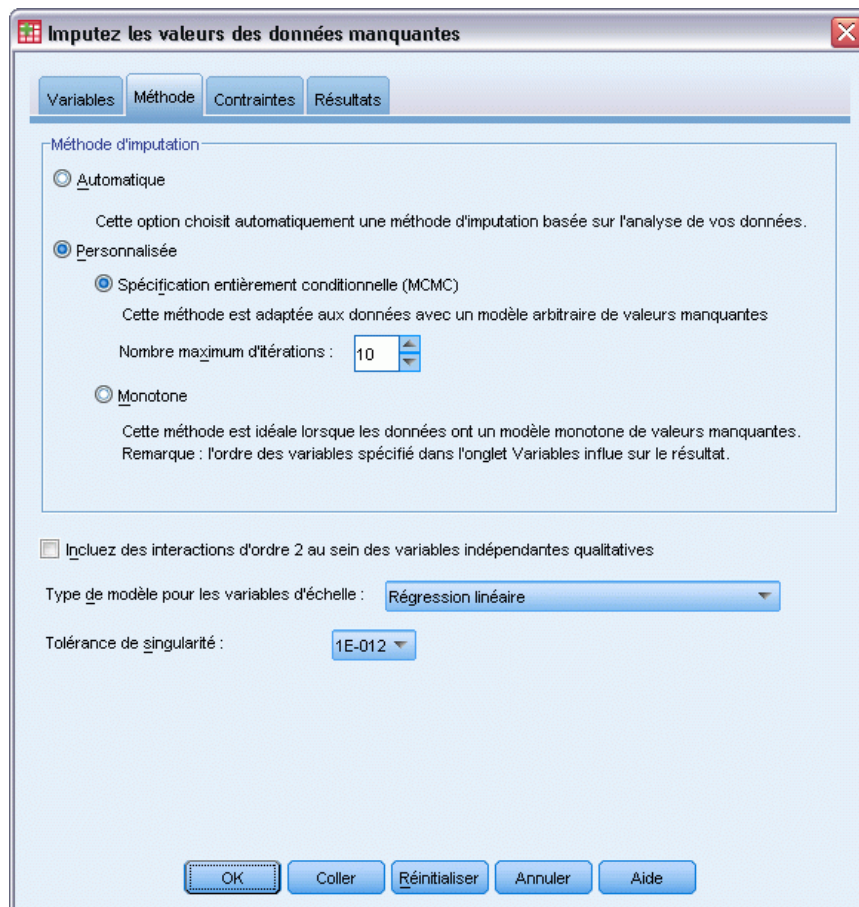 Imputez les valeurs des données manquantes
Variables Méthode Contraintes Résultats
Méthode d'imputation
Automatique
Cette option choisit automatiquement une méthode d'imputation basée sur l'analyse de vos données.
Personnalisée
Spécification entièrement conditionnelle (MCMC)
Cette méthode est adaptée aux données avec un modèle arbitraire de valeurs manquantes
Nombre maximum d'itérations : 10
Monotone
Cette méthode est idéale lorsque les données ont un modèle monotone de valeurs manquantes.
Remarque : l'ordre des variables spécifié dans l'onglet Variables influe sur le résultat.
Incluez des interactions d'ordre 2 au sein des variables indépendantes qualitatives
Type de modèle pour les variables d'échelle : Régression linéaire
Tolérance de singularité : 1E-012
OK Coller Réinitialiser Annuler Aide